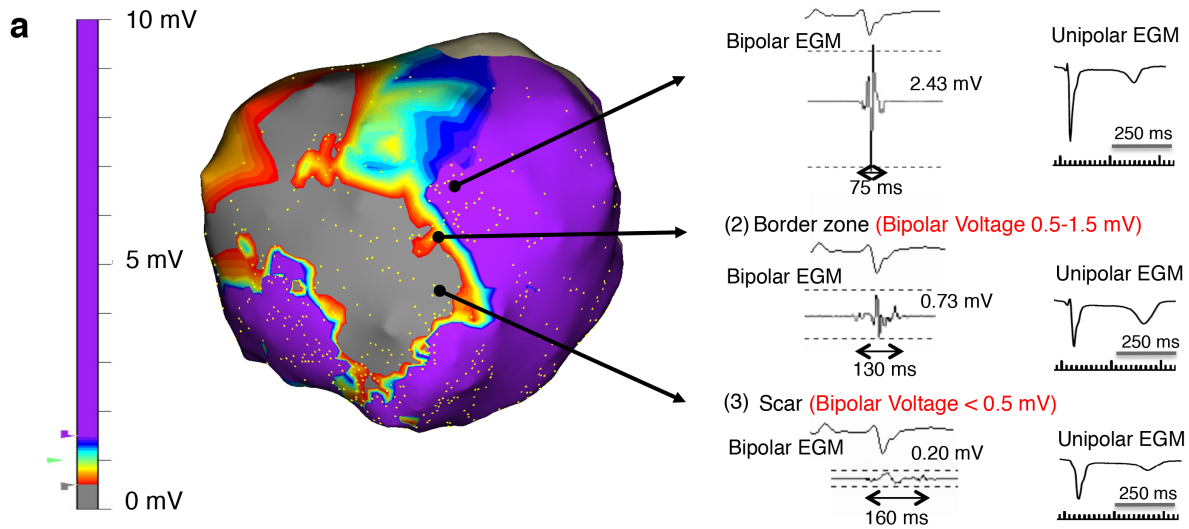 a
10 mV
5 mV
0 mV
Bipolar EGM
Unipolar EGM
2.43 mV
250 ms
75 ms
(2) Border zone (Bipolar Voltage 0.5-1.5 mV)
Bipolar EGM
Unipolar EGM
0.73 mV
250 ms
130 ms
(3) Scar (Bipolar Voltage < 0.5 mV)
Bipolar EGM
Unipolar EGM
0.20 mV
250 ms
160 ms